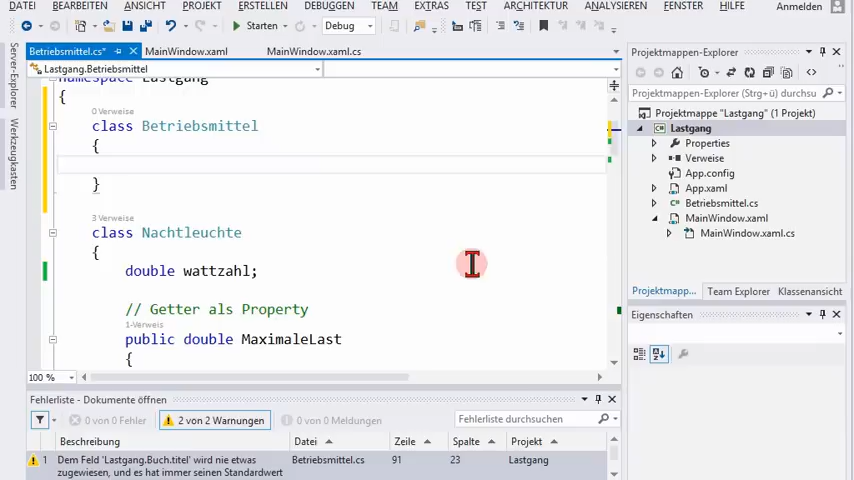 DATEI BEARBEITEN ANSICHT PROJEKT ERSTELLEN DEBUGGEN TEAM EXTRAS TEST ARCHITEKTUR ANALYSIEREN FENSTER HILFE Anmelden
Starten Debug
Betriebsmittel.cs* MainWindow.xaml MainWindow.xaml.cs
Lastgang.Betriebsmittel
namespace Lastgang
{
0 Verweise
class Betriebsmittel
{
}
3 Verweise
class Nachtleuchte
{
double wattzahl;
// Getter als Property
1-Verweis
public double MaximaleLast
{
100 %
Server-Explorer
Werkzeugkasten
Projektmappen-Explorer
Projektmappen-Explorer (Strg+ü) durchsu
Projektmappe "Lastgang" (1 Projekt)
Lastgang
Properties
Verweise
App.config
App.xaml
Betriebsmittel.cs
MainWindow.xaml
MainWindow.xaml.cs
Projektmapp... Team Explorer Klassenansicht
Eigenschaften
Fehlerliste - Dokumente öffnen
0 von 0 Fehler 2 von 2 Warnungen 0 von 0 Meldungen Fehlerliste durchsuchen
Beschreibung Datei Zeile Spalte Projekt
1 Dem Feld 'Lastgang.Buch.titel' wird nie etwas zugewiesen, und es hat immer seinen Standardwert Betriebsmittel.cs 91 23 Lastgang